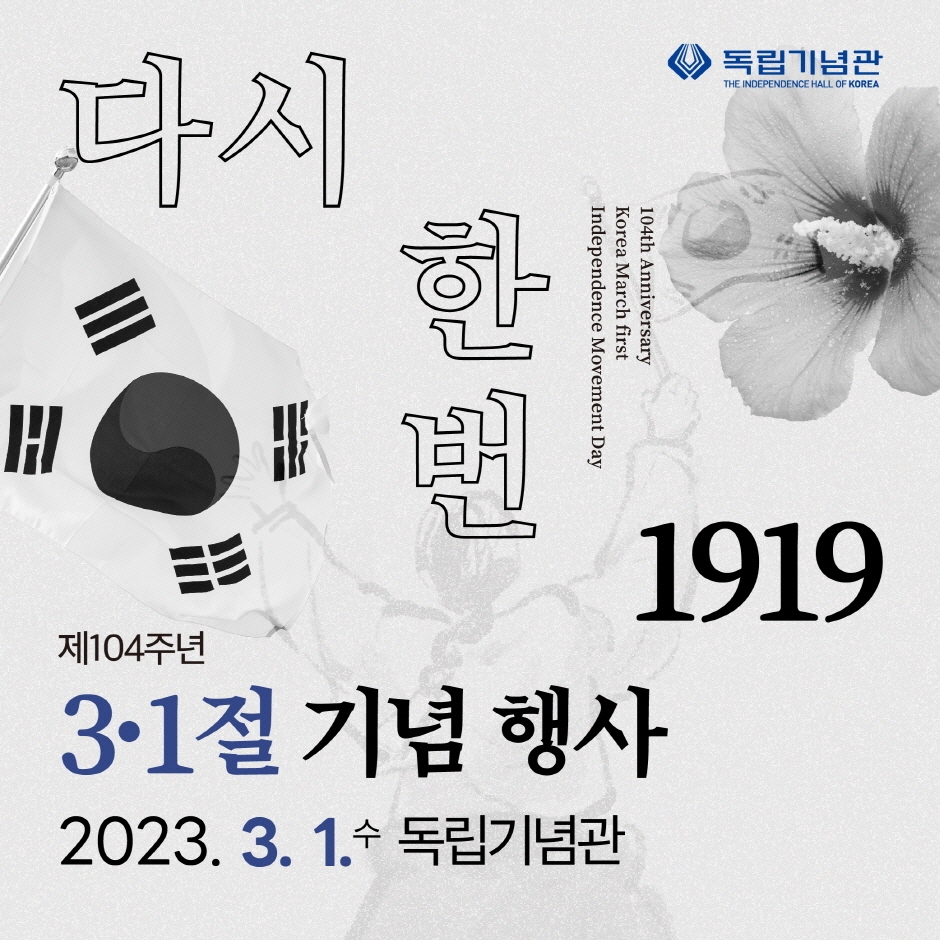 다시
한
번
독립기념관
THE INDEPENDENCE HALL OF KOREA
104th Anniversary
Korea March first
Independence Movement Day
1919
제104주년
3·1절 기념 행사
2023. 3. 1. 수 독립기념관